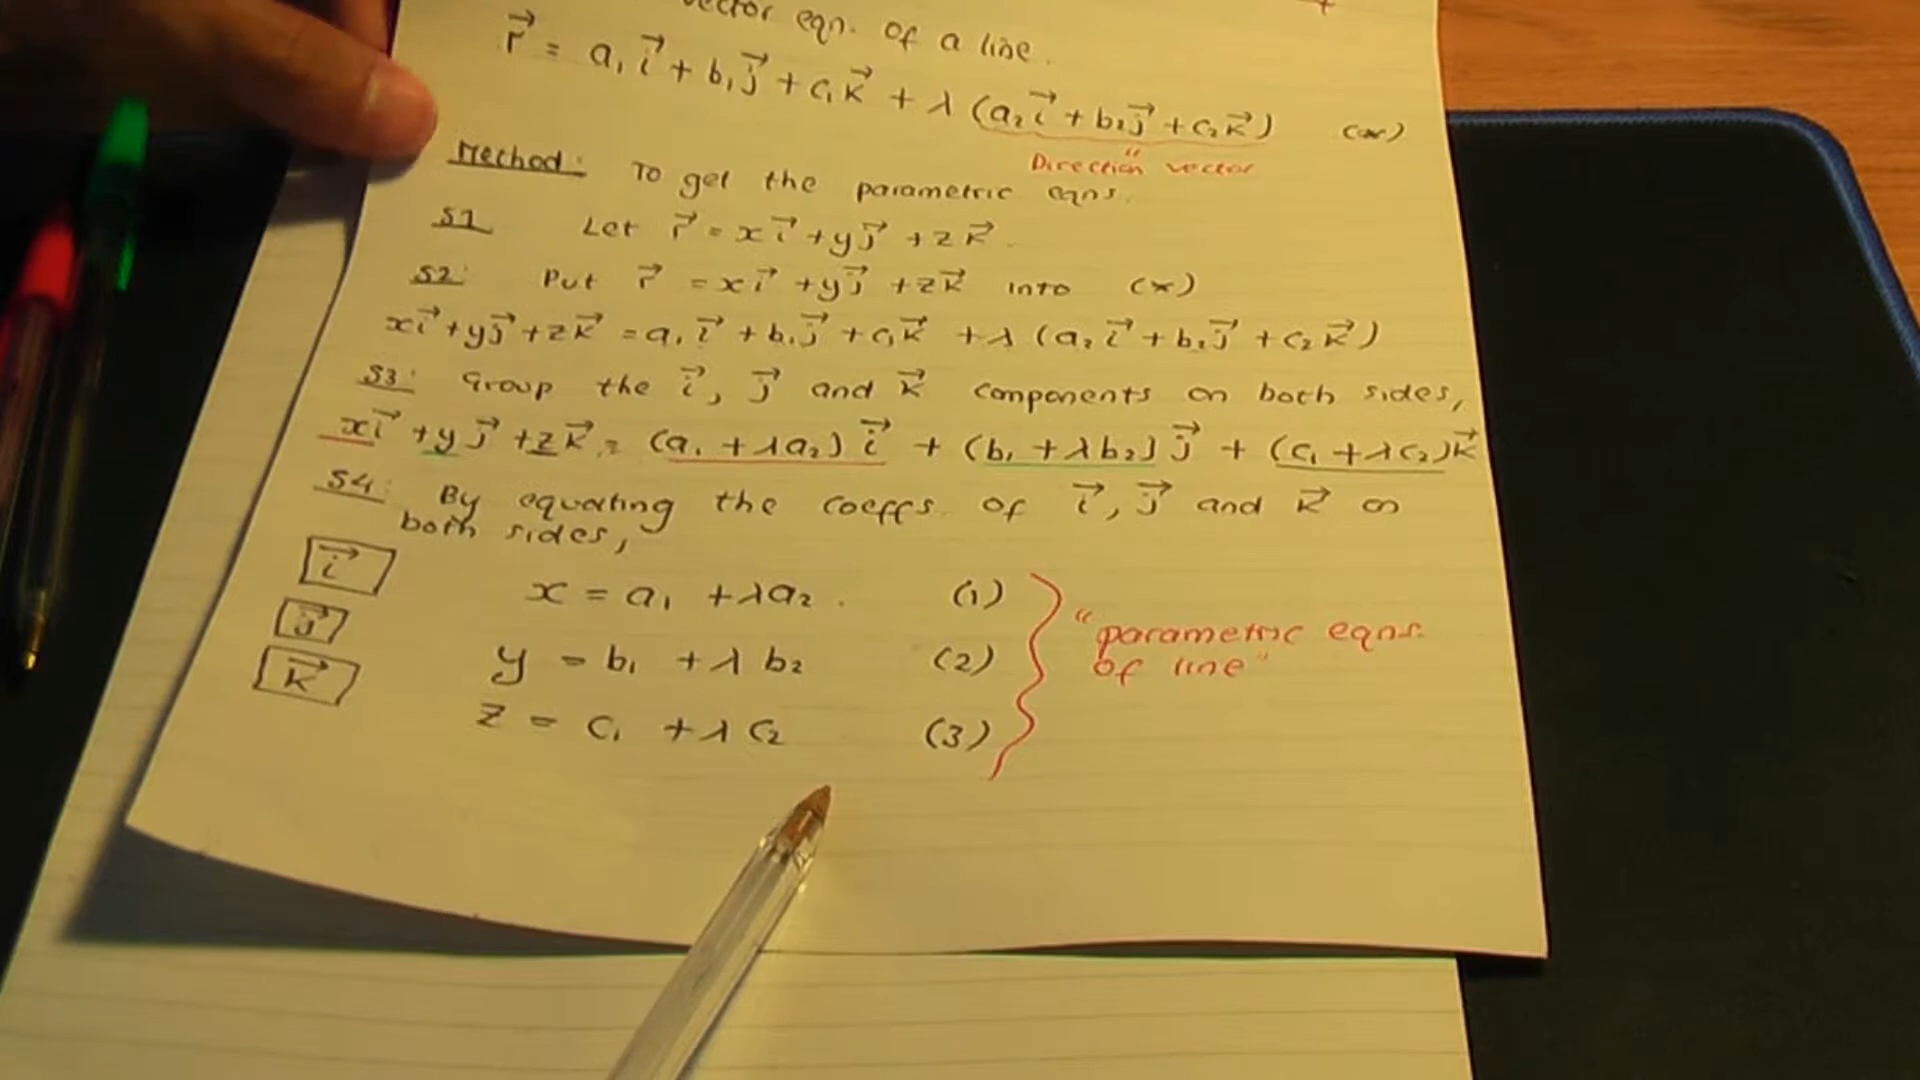 vector eqn. of a line.
r⃗ = a₁i⃗ + b₁j⃗ + c₁k⃗ + λ (a₂i⃗ + b₂j⃗ + c₂k⃗) (*)
"Direction vector
Method: To get the parametric eqns.
S1 Let r⃗ = xi⃗ + yj⃗ + zk⃗.
S2: Put r⃗ = xi⃗ + yj⃗ + zk⃗ into (*)
xi⃗ + yj⃗ + zk⃗ = a₁i⃗ + b₁j⃗ + c₁k⃗ + λ (a₂i⃗ + b₂j⃗ + c₂k⃗)
S3: Group the i⃗, j⃗ and k⃗ components on both sides,
xi⃗ + yj⃗ + zk⃗ = (a₁ + λa₂) i⃗ + (b₁ + λb₂) j⃗ + (c₁ + λc₂)k⃗
S4: By equating the coeffs. of i⃗, j⃗ and k⃗ on
both sides,
i⃗ x = a₁ + λa₂. (1)
j⃗ y = b₁ + λb₂ (2)
k⃗ z = c₁ + λc₂ (3)
"parametric eqns.
of line"